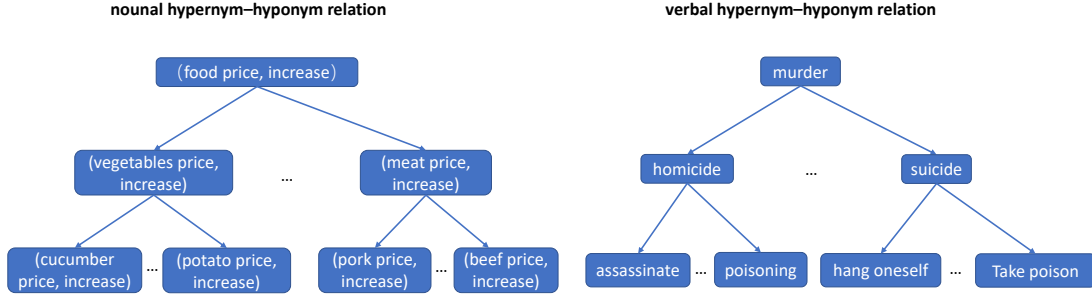 nounal hypernym–hyponym relation
verbal hypernym–hyponym relation
(food price, increase)
murder
(vegetables price,
increase)
...
(meat price,
increase)
homicide
...
suicide
(cucumber
price, increase)
...
(potato price,
increase)
(pork price,
increase)
...
(beef price,
increase)
assassinate
...
poisoning
hang oneself
...
Take poison